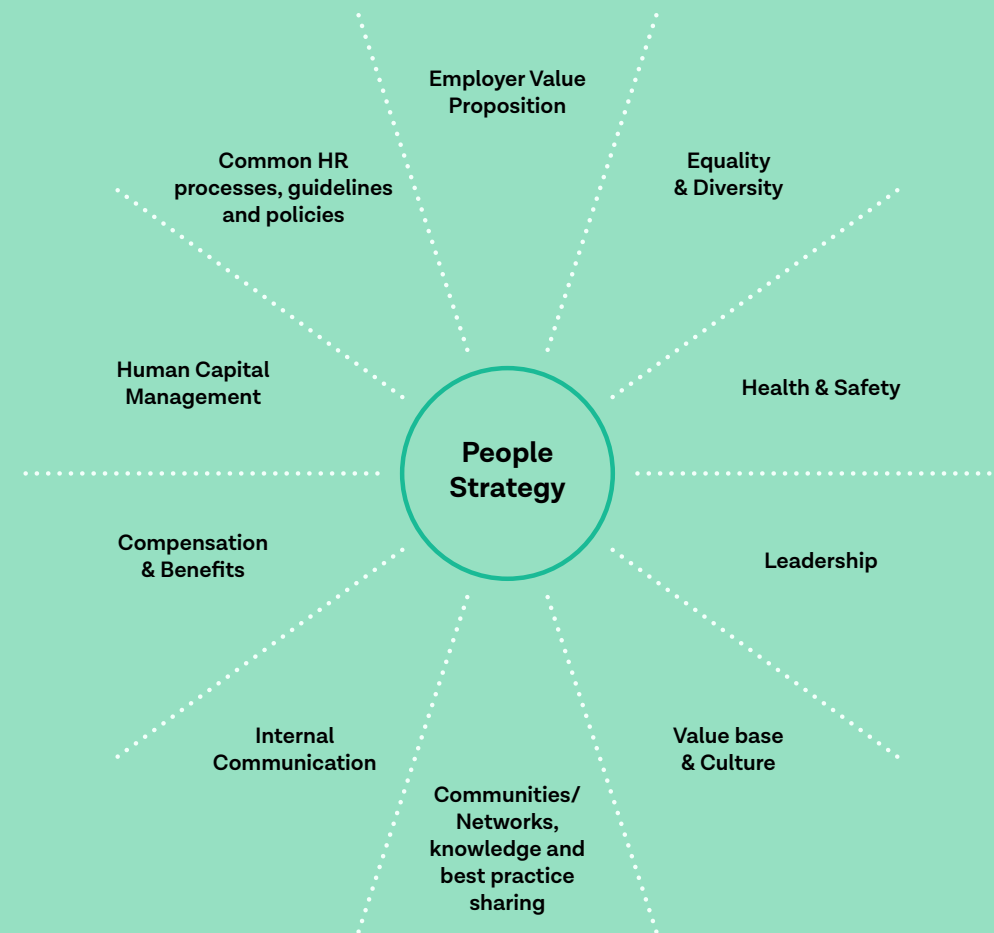 Employer Value
Proposition
Equality
& Diversity
Health & Safety
Leadership
Value base
& Culture
Communities/
Networks,
knowledge and
best practice
sharing
Internal
Communication
Compensation
& Benefits
Human Capital
Management
Common HR
processes, guidelines
and policies
People
Strategy